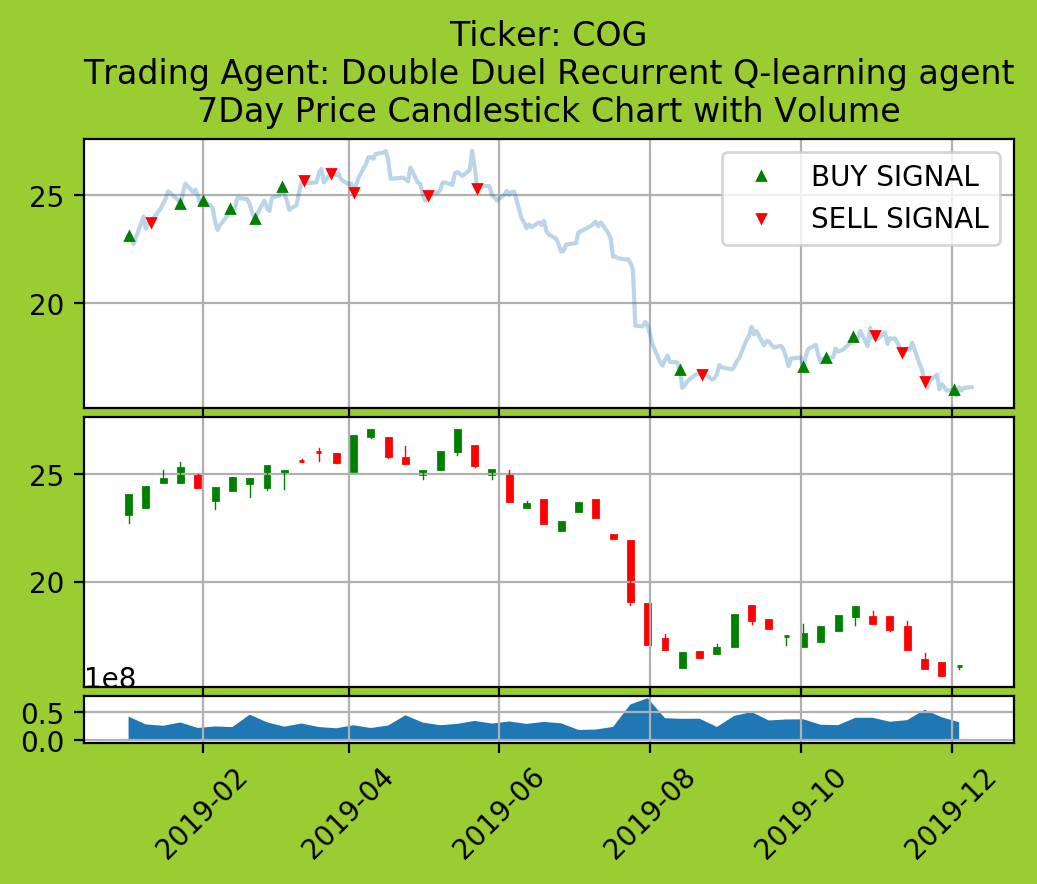 Ticker: COG
Trading Agent: Double Duel Recurrent Q-learning agent
7Day Price Candlestick Chart with Volume
25
20
BUY SIGNAL
SELL SIGNAL
25
20
1e8
0.5
0.0
2019-02
2019-04
2019-06
2019-08
2019-10
2019-12